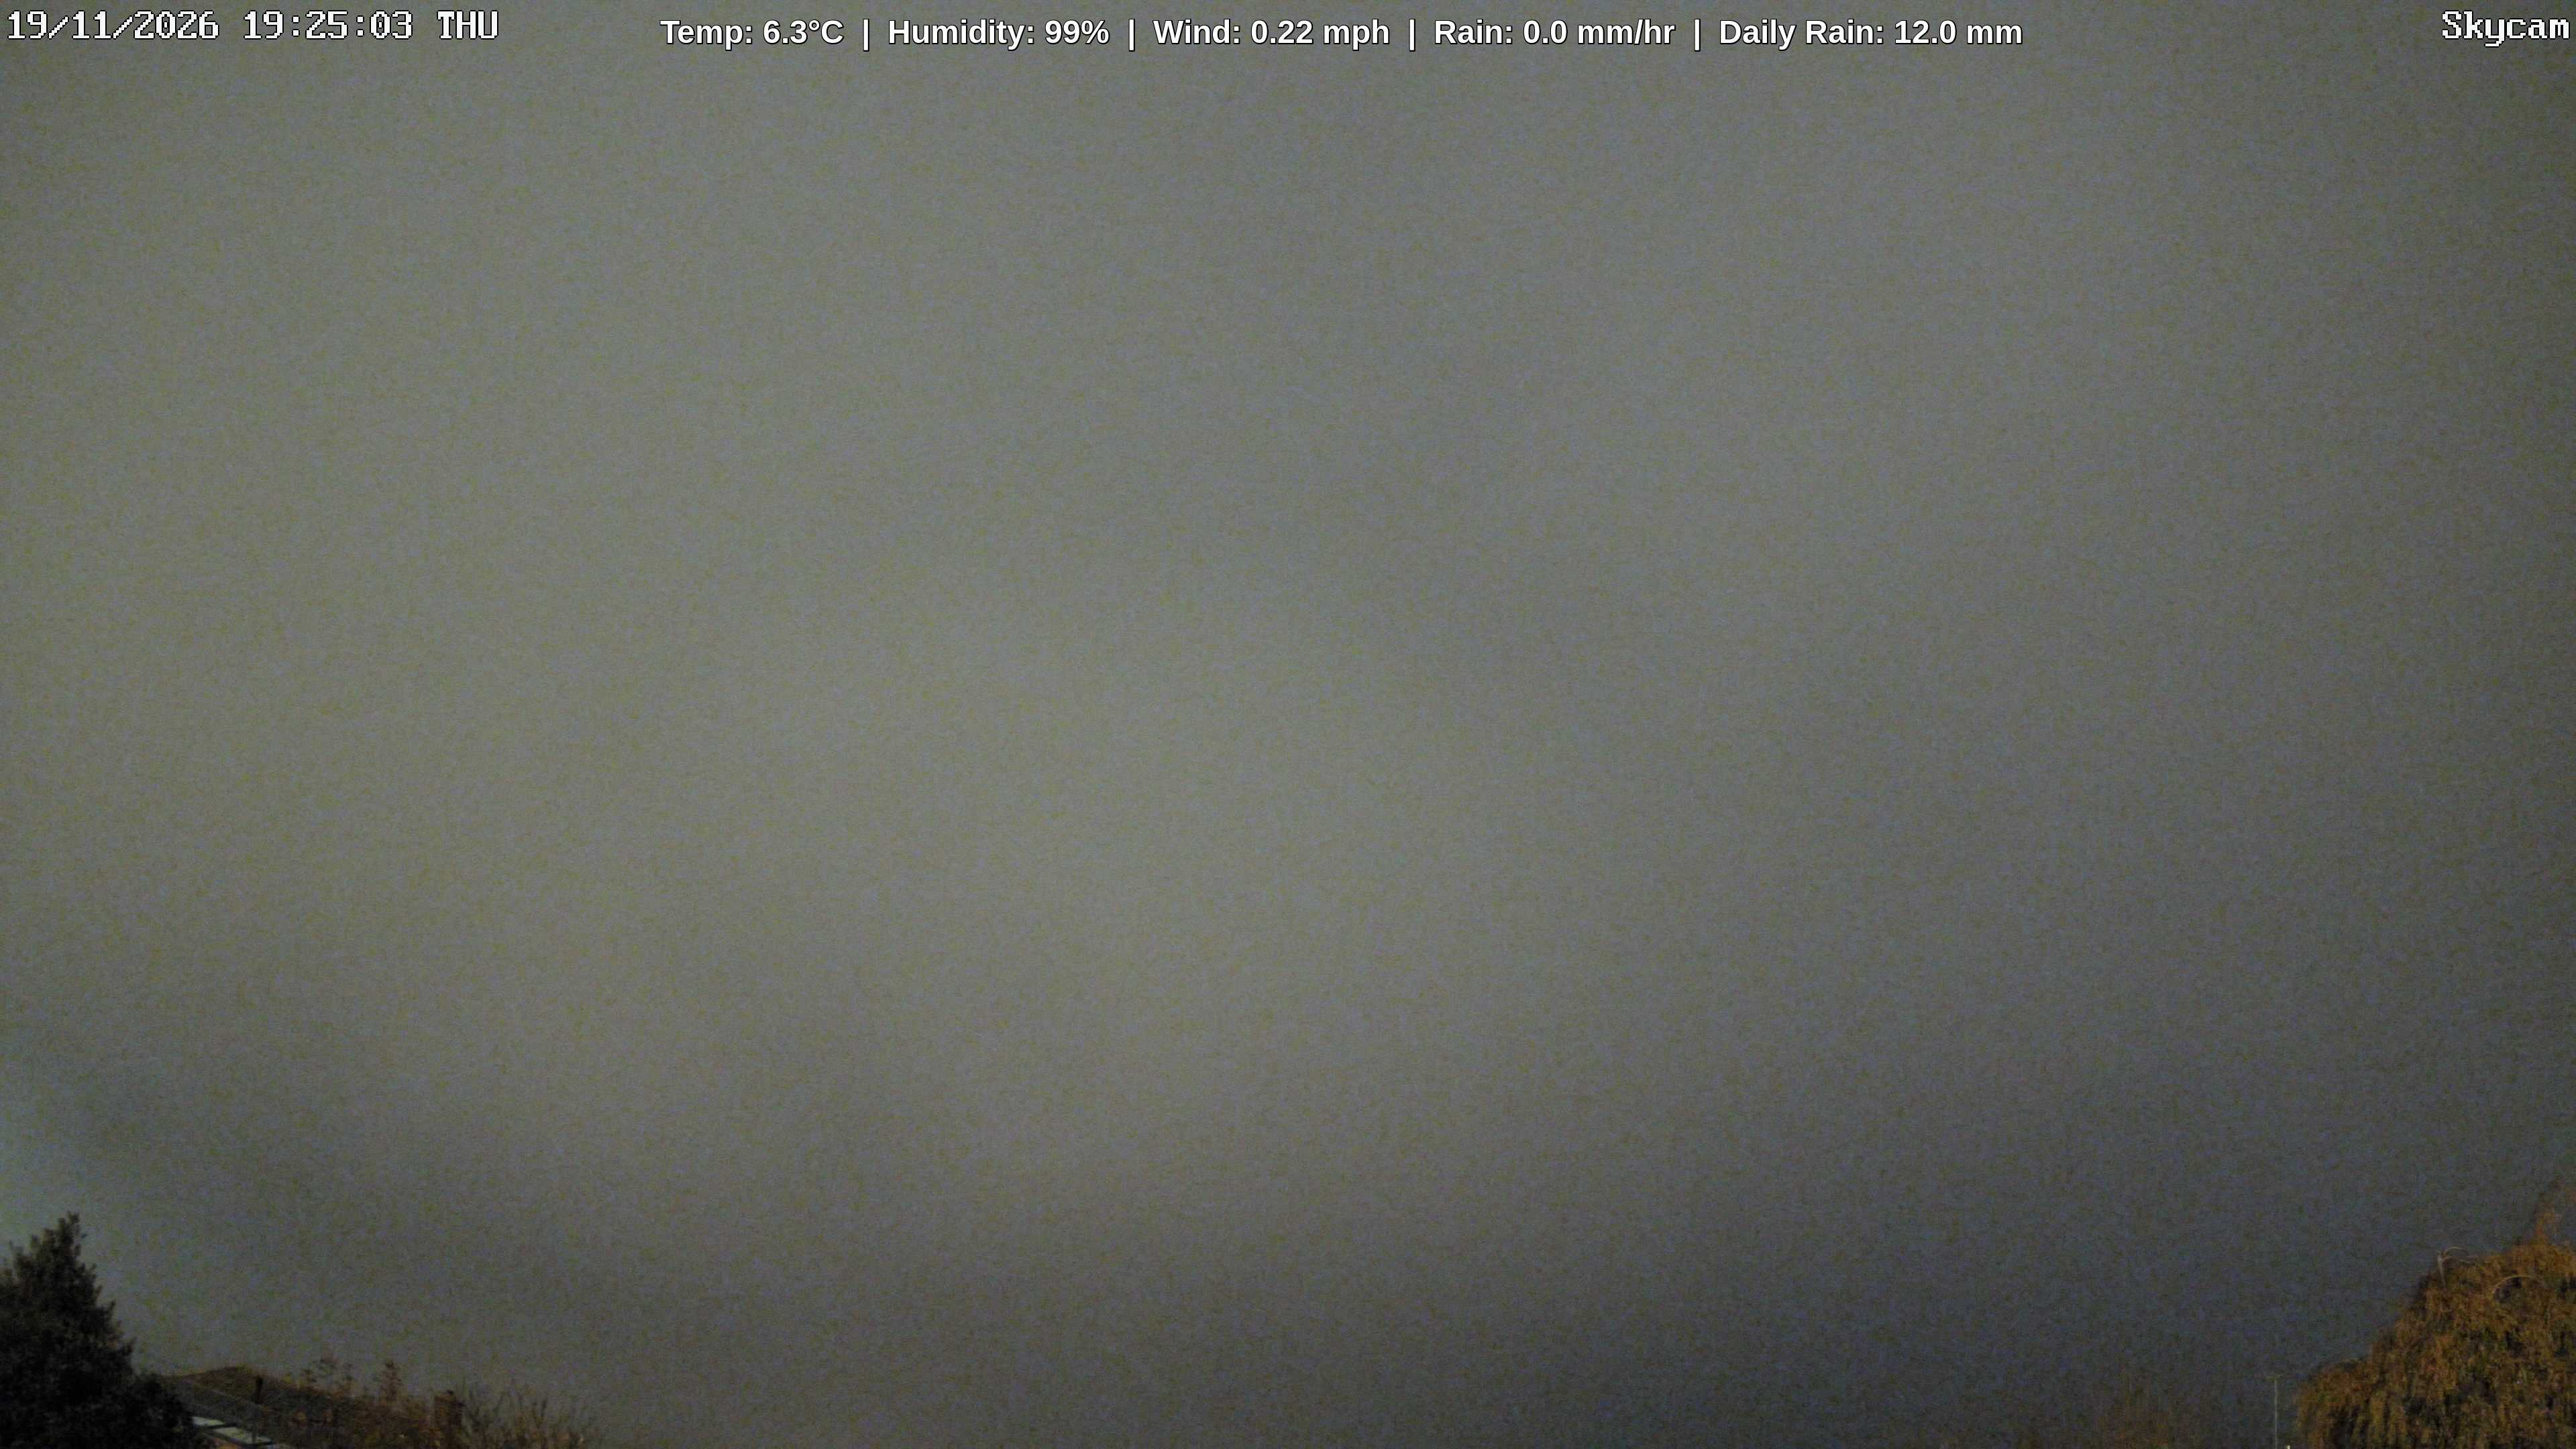 19/11/2026 19:25:03 THU
Temp: 6.3°C | Humidity: 99% | Wind: 0.22 mph | Rain: 0.0 mm/hr | Daily Rain: 12.0 mm
Skycam